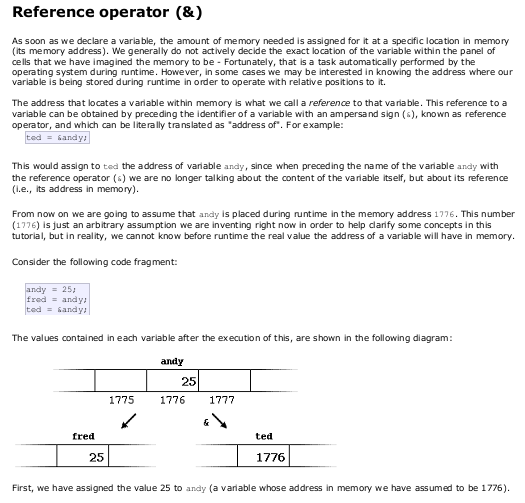 Reference operator (&)
As soon as we declare a variable, the amount of memory needed is assigned for it at a specific location in memory
(its memory address). We generally do not actively decide the exact location of the variable within the panel of
cells that we have imagined the memory to be - Fortunately, that is a task automatically performed by the
operating system during runtime. However, in some cases we may be interested in knowing the address where our
variable is being stored during runtime in order to operate with relative positions to it.
The address that locates a variable within memory is what we call a reference to that variable. This reference to a
variable can be obtained by preceding the identifier of a variable with an ampersand sign (&), known as reference
operator, and which can be literally translated as "address of". For example:
ted = &andy;
This would assign to ted the address of variable andy, since when preceding the name of the variable andy with
the reference operator (&) we are no longer talking about the content of the variable itself, but about its reference
(i.e., its address in memory).
From now on we are going to assume that andy is placed during runtime in the memory address 1776. This number
(1776) is just an arbitrary assumption we are inventing right now in order to help clarify some concepts in this
tutorial, but in reality, we cannot know before runtime the real value the address of a variable will have in memory.
Consider the following code fragment:
andy = 25;
fred = andy;
ted = &andy;
The values contained in each variable after the execution of this, are shown in the following diagram:
andy
25
1775 1776 1777
&
fred ted
25 1776
First, we have assigned the value 25 to andy (a variable whose address in memory we have assumed to be 1776).